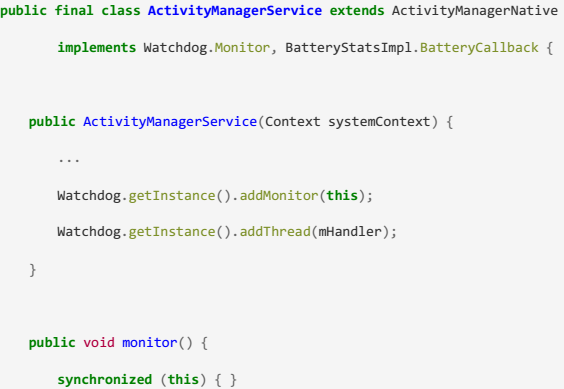 public final class ActivityManagerService extends ActivityManagerNative
implements Watchdog.Monitor, BatteryStatsImpl.BatteryCallback {
public ActivityManagerService(Context systemContext) {
...
Watchdog.getInstance().addMonitor(this);
Watchdog.getInstance().addThread(mHandler);
}
public void monitor() {
synchronized (this) { }